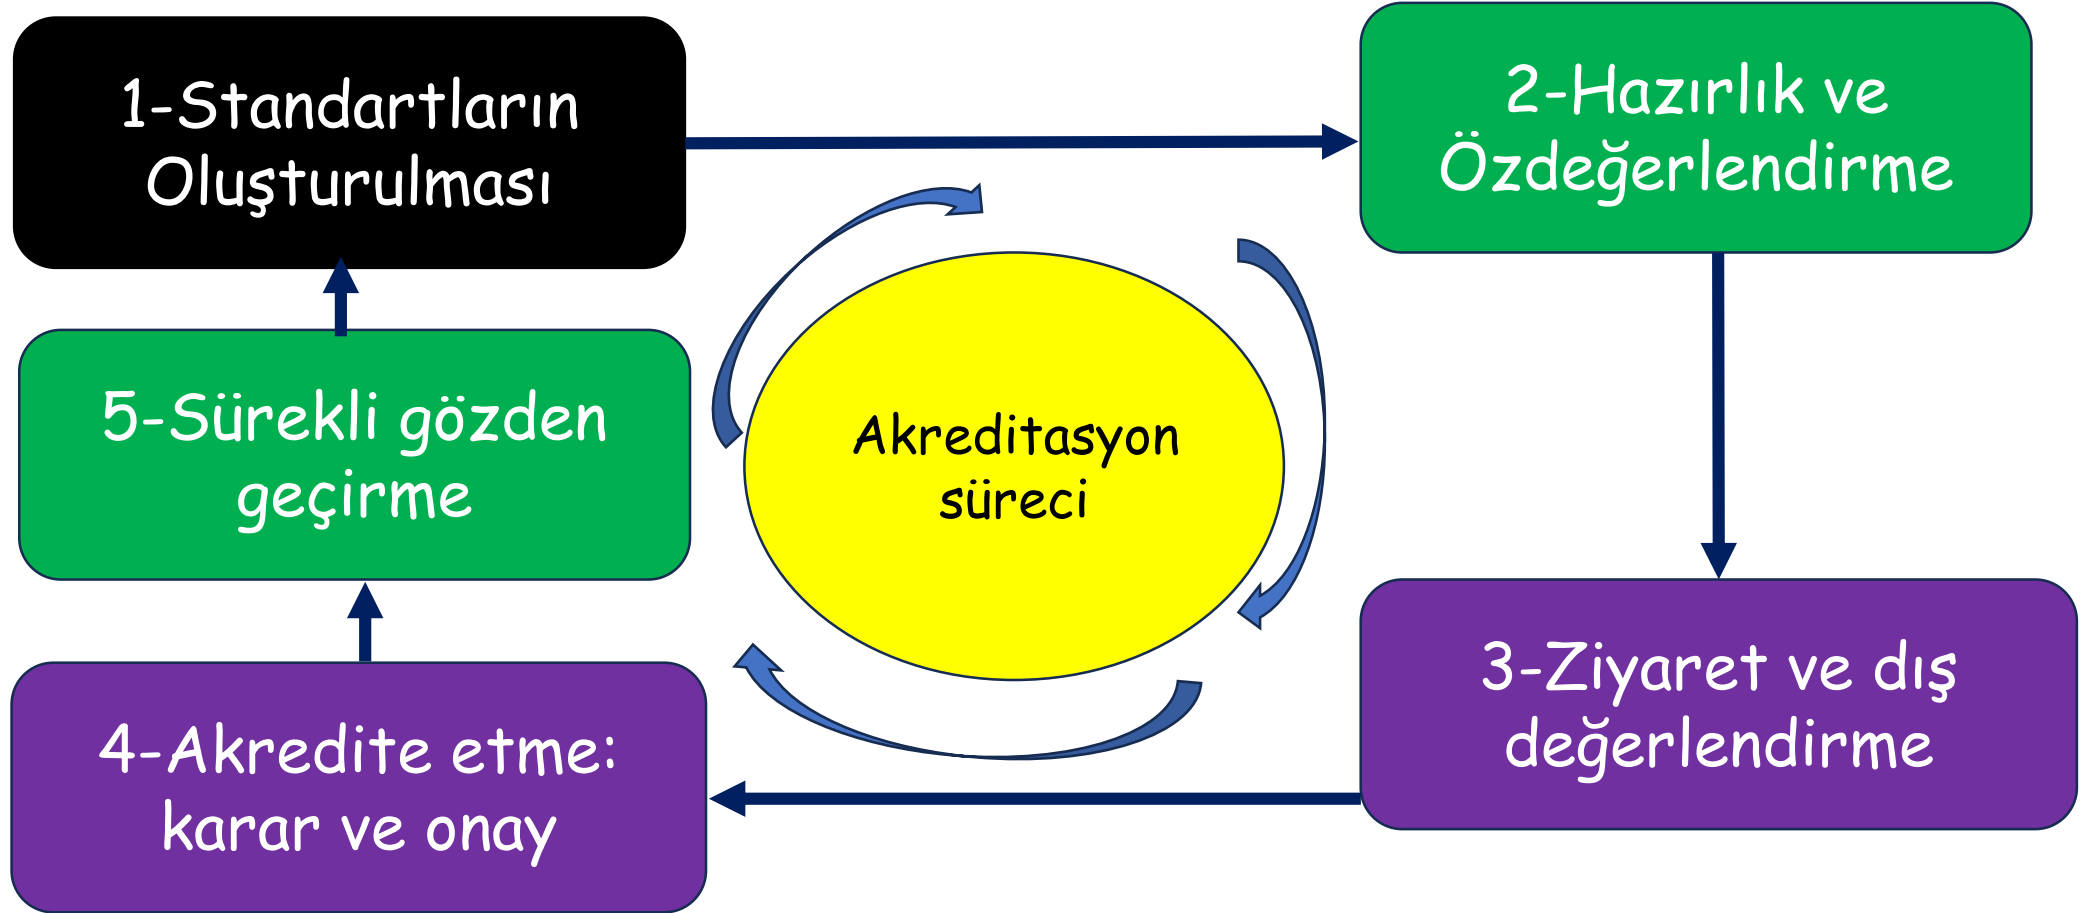 1-Standartların
Oluşturulması
2-Hazırlık ve
Özdeğerlendirme
3-Ziyaret ve dış
değerlendirme
4-Akredite etme:
karar ve onay
5-Sürekli gözden
geçirme
Akreditasyon
süreci